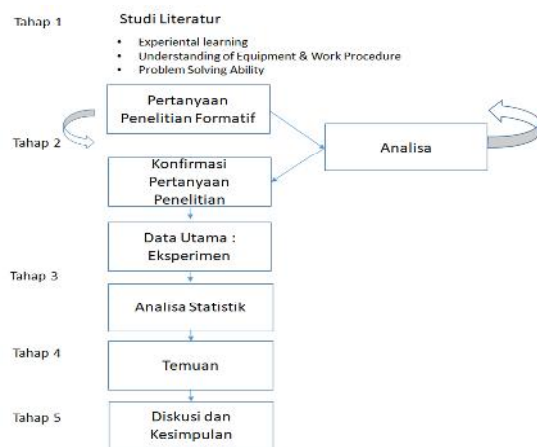 Tahap 1
Studi Literatur
• Experiental learning
• Understanding of Equipment & Work Procedure
• Problem Solving Ability
Pertanyaan
Penelitian Formatif
Tahap 2
Analisa
Konfirmasi
Pertanyaan
Penelitian
Data Utama :
Eksperimen
Tahap 3
Analisa Statistik
Tahap 4
Temuan
Tahap 5
Diskusi dan
Kesimpulan